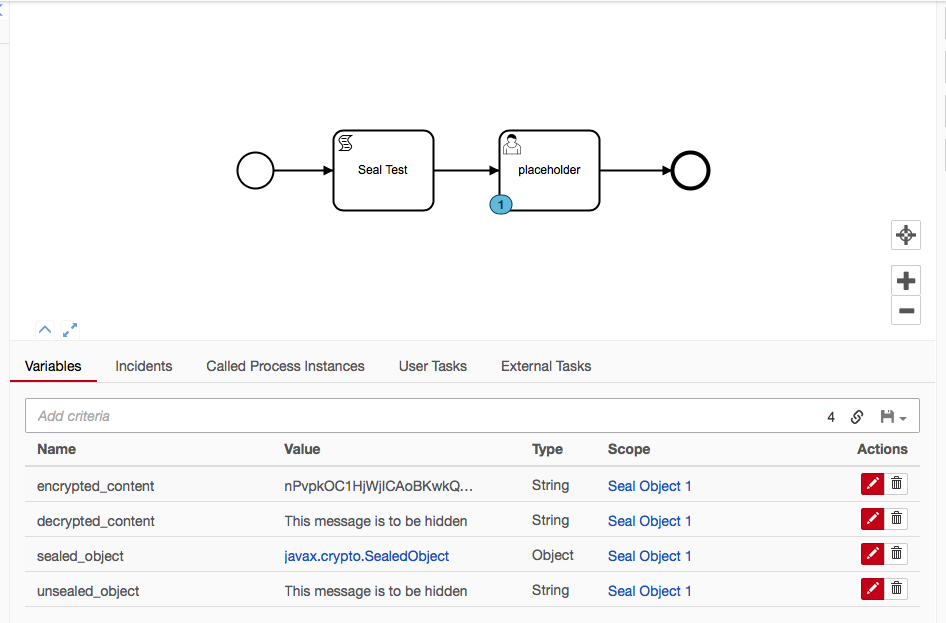 Seal Test
placeholder
1
Variables Incidents Called Process Instances User Tasks External Tasks
Add criteria 4
Name Value Type Scope Actions
encrypted_content nPvpkOC1HjWjlCAoBKwkQ... String Seal Object 1
decrypted_content This message is to be hidden String Seal Object 1
sealed_object javax.crypto.SealedObject Object Seal Object 1
unsealed_object This message is to be hidden String Seal Object 1